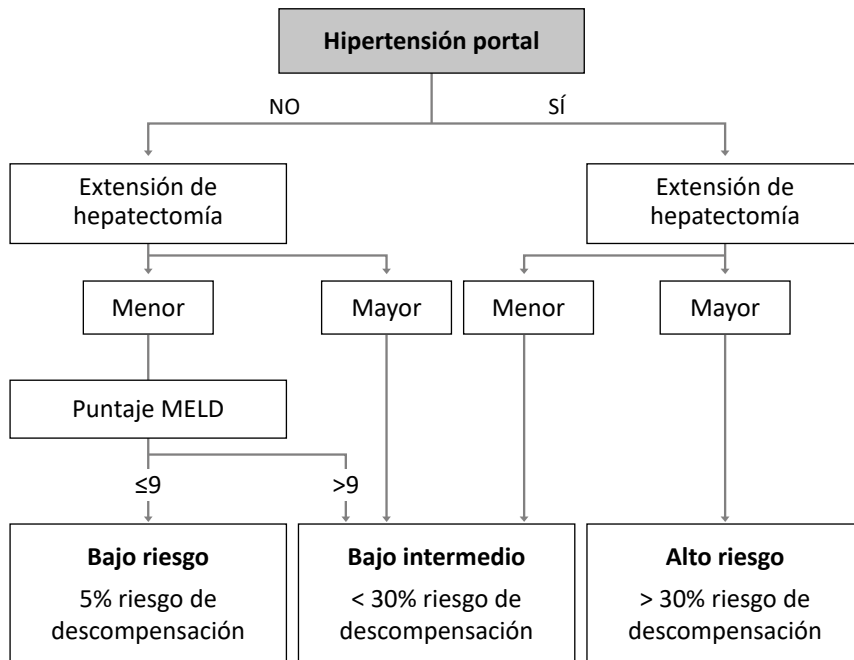 Hipertensión portal
NO
SÍ
Extensión de
hepatectomía
Extensión de
hepatectomía
Menor
Mayor
Menor
Mayor
Puntaje MELD
≤9
>9
Bajo riesgo
5% riesgo de
descompensación
Bajo intermedio
< 30% riesgo de
descompensación
Alto riesgo
> 30% riesgo de
descompensación